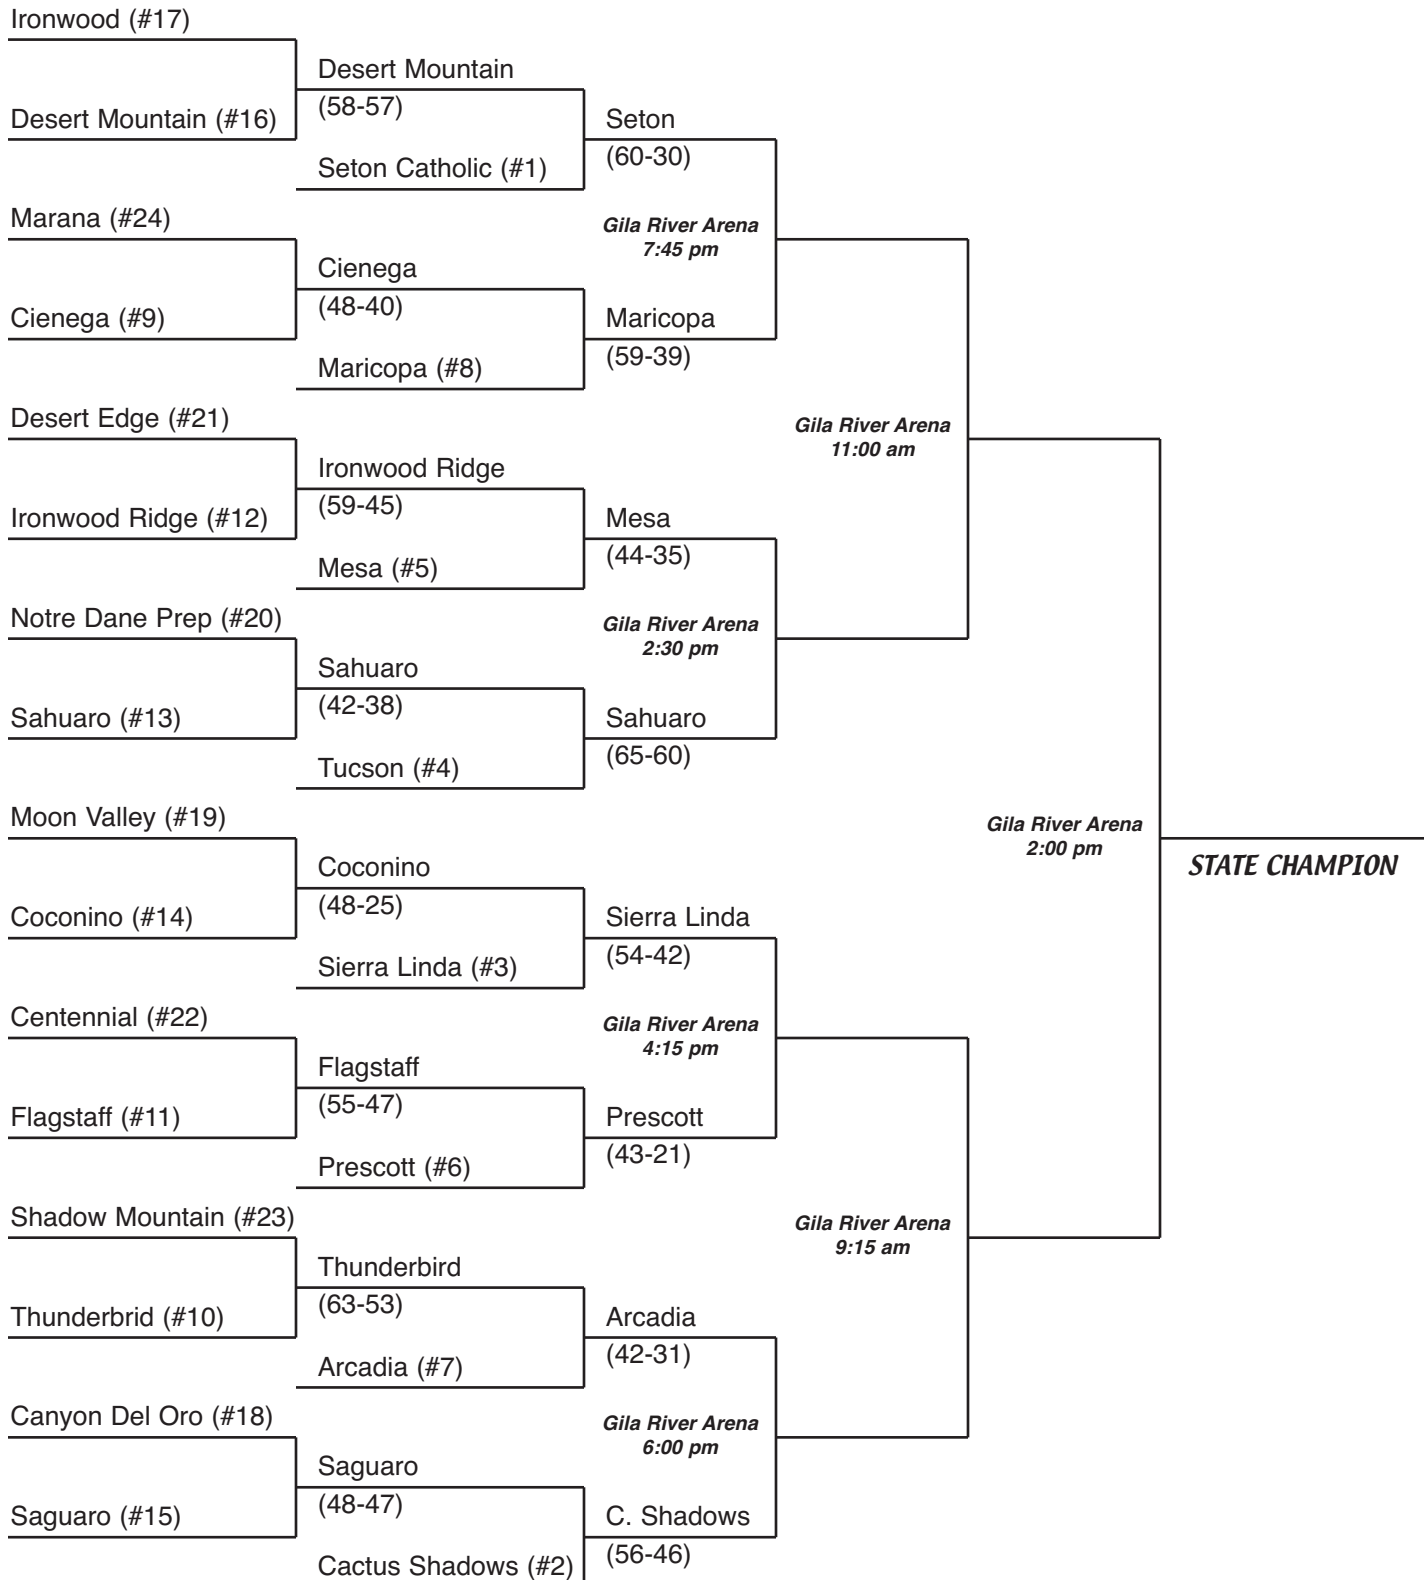 Ironwood (#17)
Desert Mountain
(58-57)
Desert Mountain (#16)
Seton
(60-30)
Seton Catholic (#1)
Marana (#24)
Gila River Arena
7:45 pm
Cienega
(48-40)
Cienega (#9)
Maricopa
(59-39)
Maricopa (#8)
Desert Edge (#21)
Gila River Arena
11:00 am
Ironwood Ridge
(59-45)
Ironwood Ridge (#12)
Mesa
(44-35)
Mesa (#5)
Notre Dane Prep (#20)
Gila River Arena
2:30 pm
Sahuaro
(42-38)
Sahuaro (#13)
Sahuaro
(65-60)
Tucson (#4)
Moon Valley (#19)
Gila River Arena
2:00 pm
STATE CHAMPION
Coconino
(48-25)
Coconino (#14)
Sierra Linda
(54-42)
Sierra Linda (#3)
Centennial (#22)
Gila River Arena
4:15 pm
Flagstaff
(55-47)
Flagstaff (#11)
Prescott
(43-21)
Prescott (#6)
Shadow Mountain (#23)
Gila River Arena
9:15 am
Thunderbird
(63-53)
Thunderbrid (#10)
Arcadia
(42-31)
Arcadia (#7)
Canyon Del Oro (#18)
Gila River Arena
6:00 pm
Saguaro
(48-47)
Saguaro (#15)
C. Shadows
(56-46)
Cactus Shadows (#2)